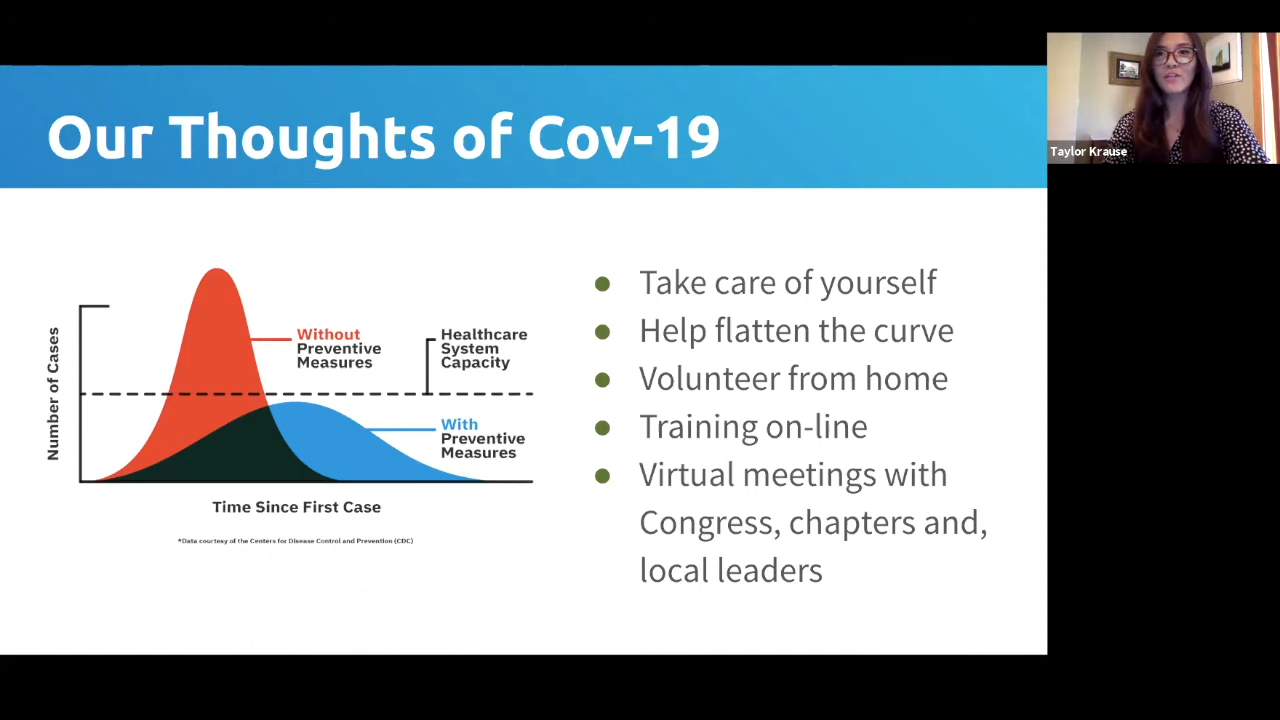 Our Thoughts of Cov-19
Taylor Krause
Number of Cases
Without
Preventive
Measures
Healthcare
System
Capacity
With
Preventive
Measures
Time Since First Case
*Data courtesy of the Centers for Disease Control and Prevention (CDC)
● Take care of yourself
● Help flatten the curve
● Volunteer from home
● Training on-line
● Virtual meetings with
Congress, chapters and,
local leaders